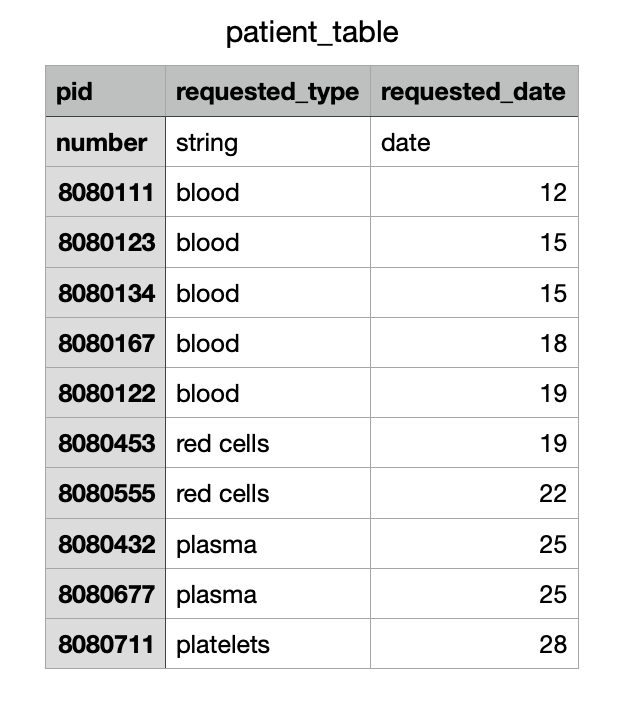 patient_table
pid requested_type requested_date
number string date
8080111 blood 12
8080123 blood 15
8080134 blood 15
8080167 blood 18
8080122 blood 19
8080453 red cells 19
8080555 red cells 22
8080432 plasma 25
8080677 plasma 25
8080711 platelets 28